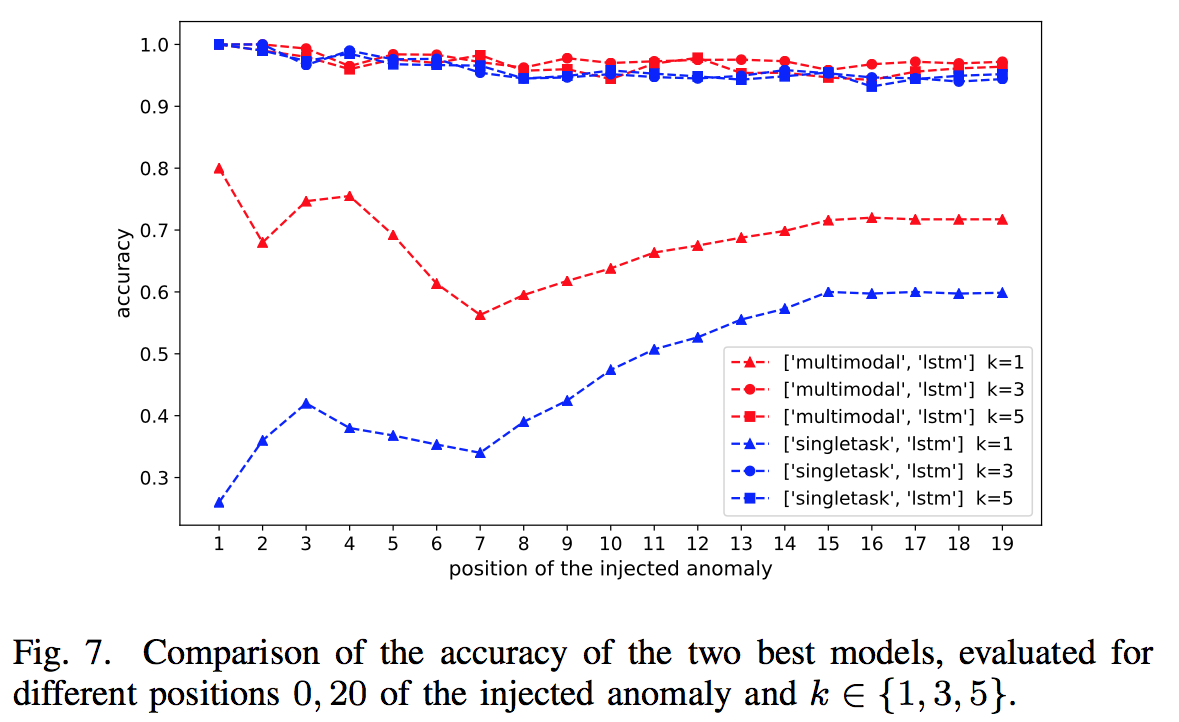 1.0
0.9
0.8
0.7
0.6
0.5
0.4
0.3
accuracy
['multimodal', 'lstm'] k=1
['multimodal', 'lstm'] k=3
['multimodal', 'lstm'] k=5
['singletask', 'lstm'] k=1
['singletask', 'lstm'] k=3
['singletask', 'lstm'] k=5
1 2 3 4 5 6 7 8 9 10 11 12 13 14 15 16 17 18 19
position of the injected anomaly
Fig. 7. Comparison of the accuracy of the two best models, evaluated for
different positions 0, 20 of the injected anomaly and k ∈ {1, 3, 5}.